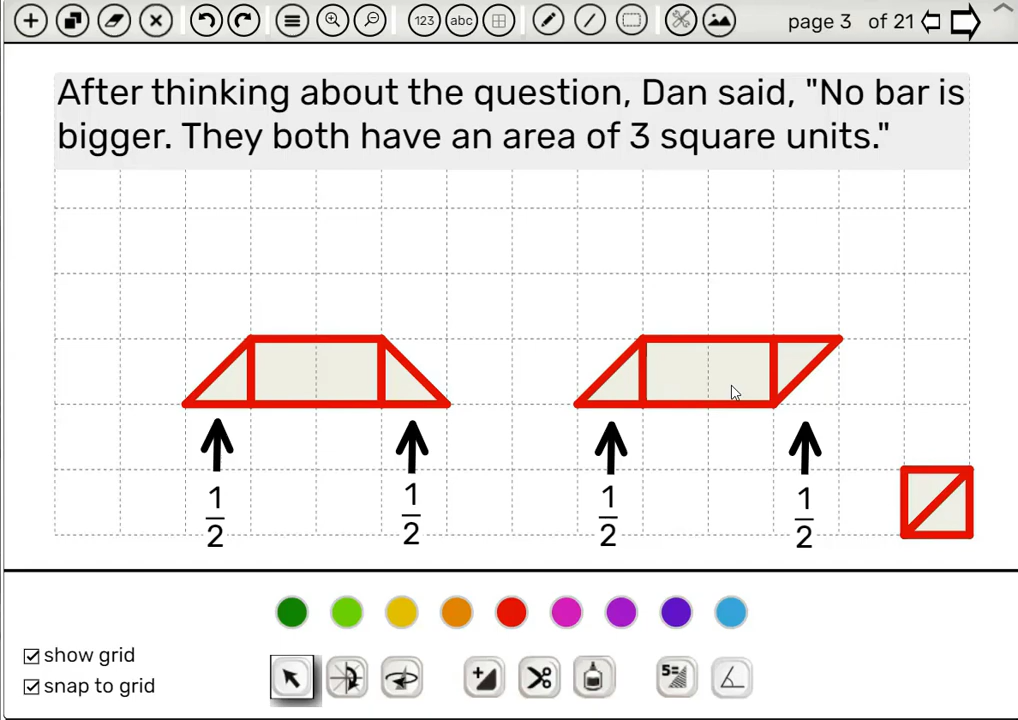 123 abc page 3 of 21
After thinking about the question, Dan said, "No bar is
bigger. They both have an area of 3 square units."
1/2 1/2 1/2 1/2
show grid
snap to grid
5=